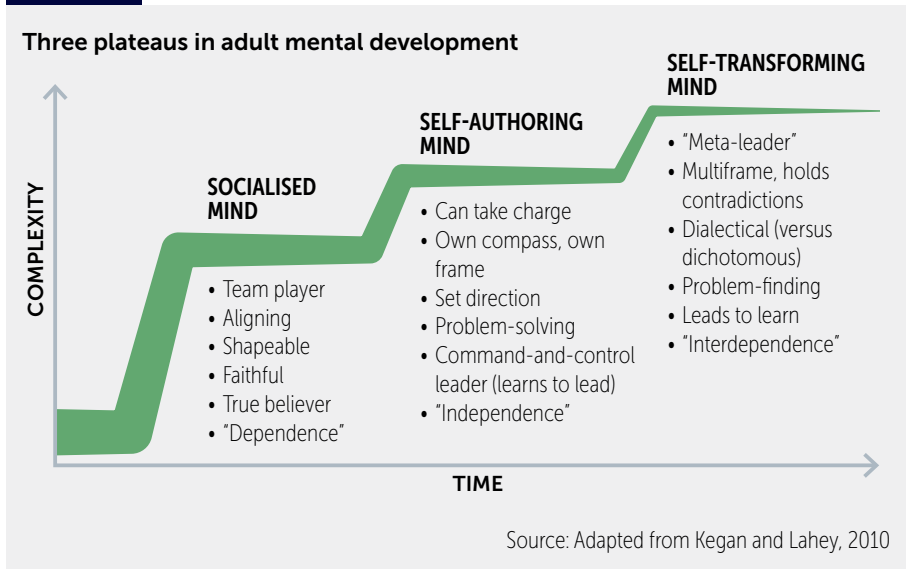 Three plateaus in adult mental development
SELF-TRANSFORMING
MIND
• “Meta-leader”
• Multiframe, holds
contradictions
• Dialectical (versus
dichotomous)
• Problem-finding
• Leads to learn
• “Interdependence”
SELF-AUTHORING
MIND
• Can take charge
• Own compass, own
frame
• Set direction
• Problem-solving
• Command-and-control
leader (learns to lead)
• “Independence”
SOCIALISED
MIND
• Team player
• Aligning
• Shapeable
• Faithful
• True believer
• “Dependence”
COMPLEXITY
TIME
Source: Adapted from Kegan and Lahey, 2010